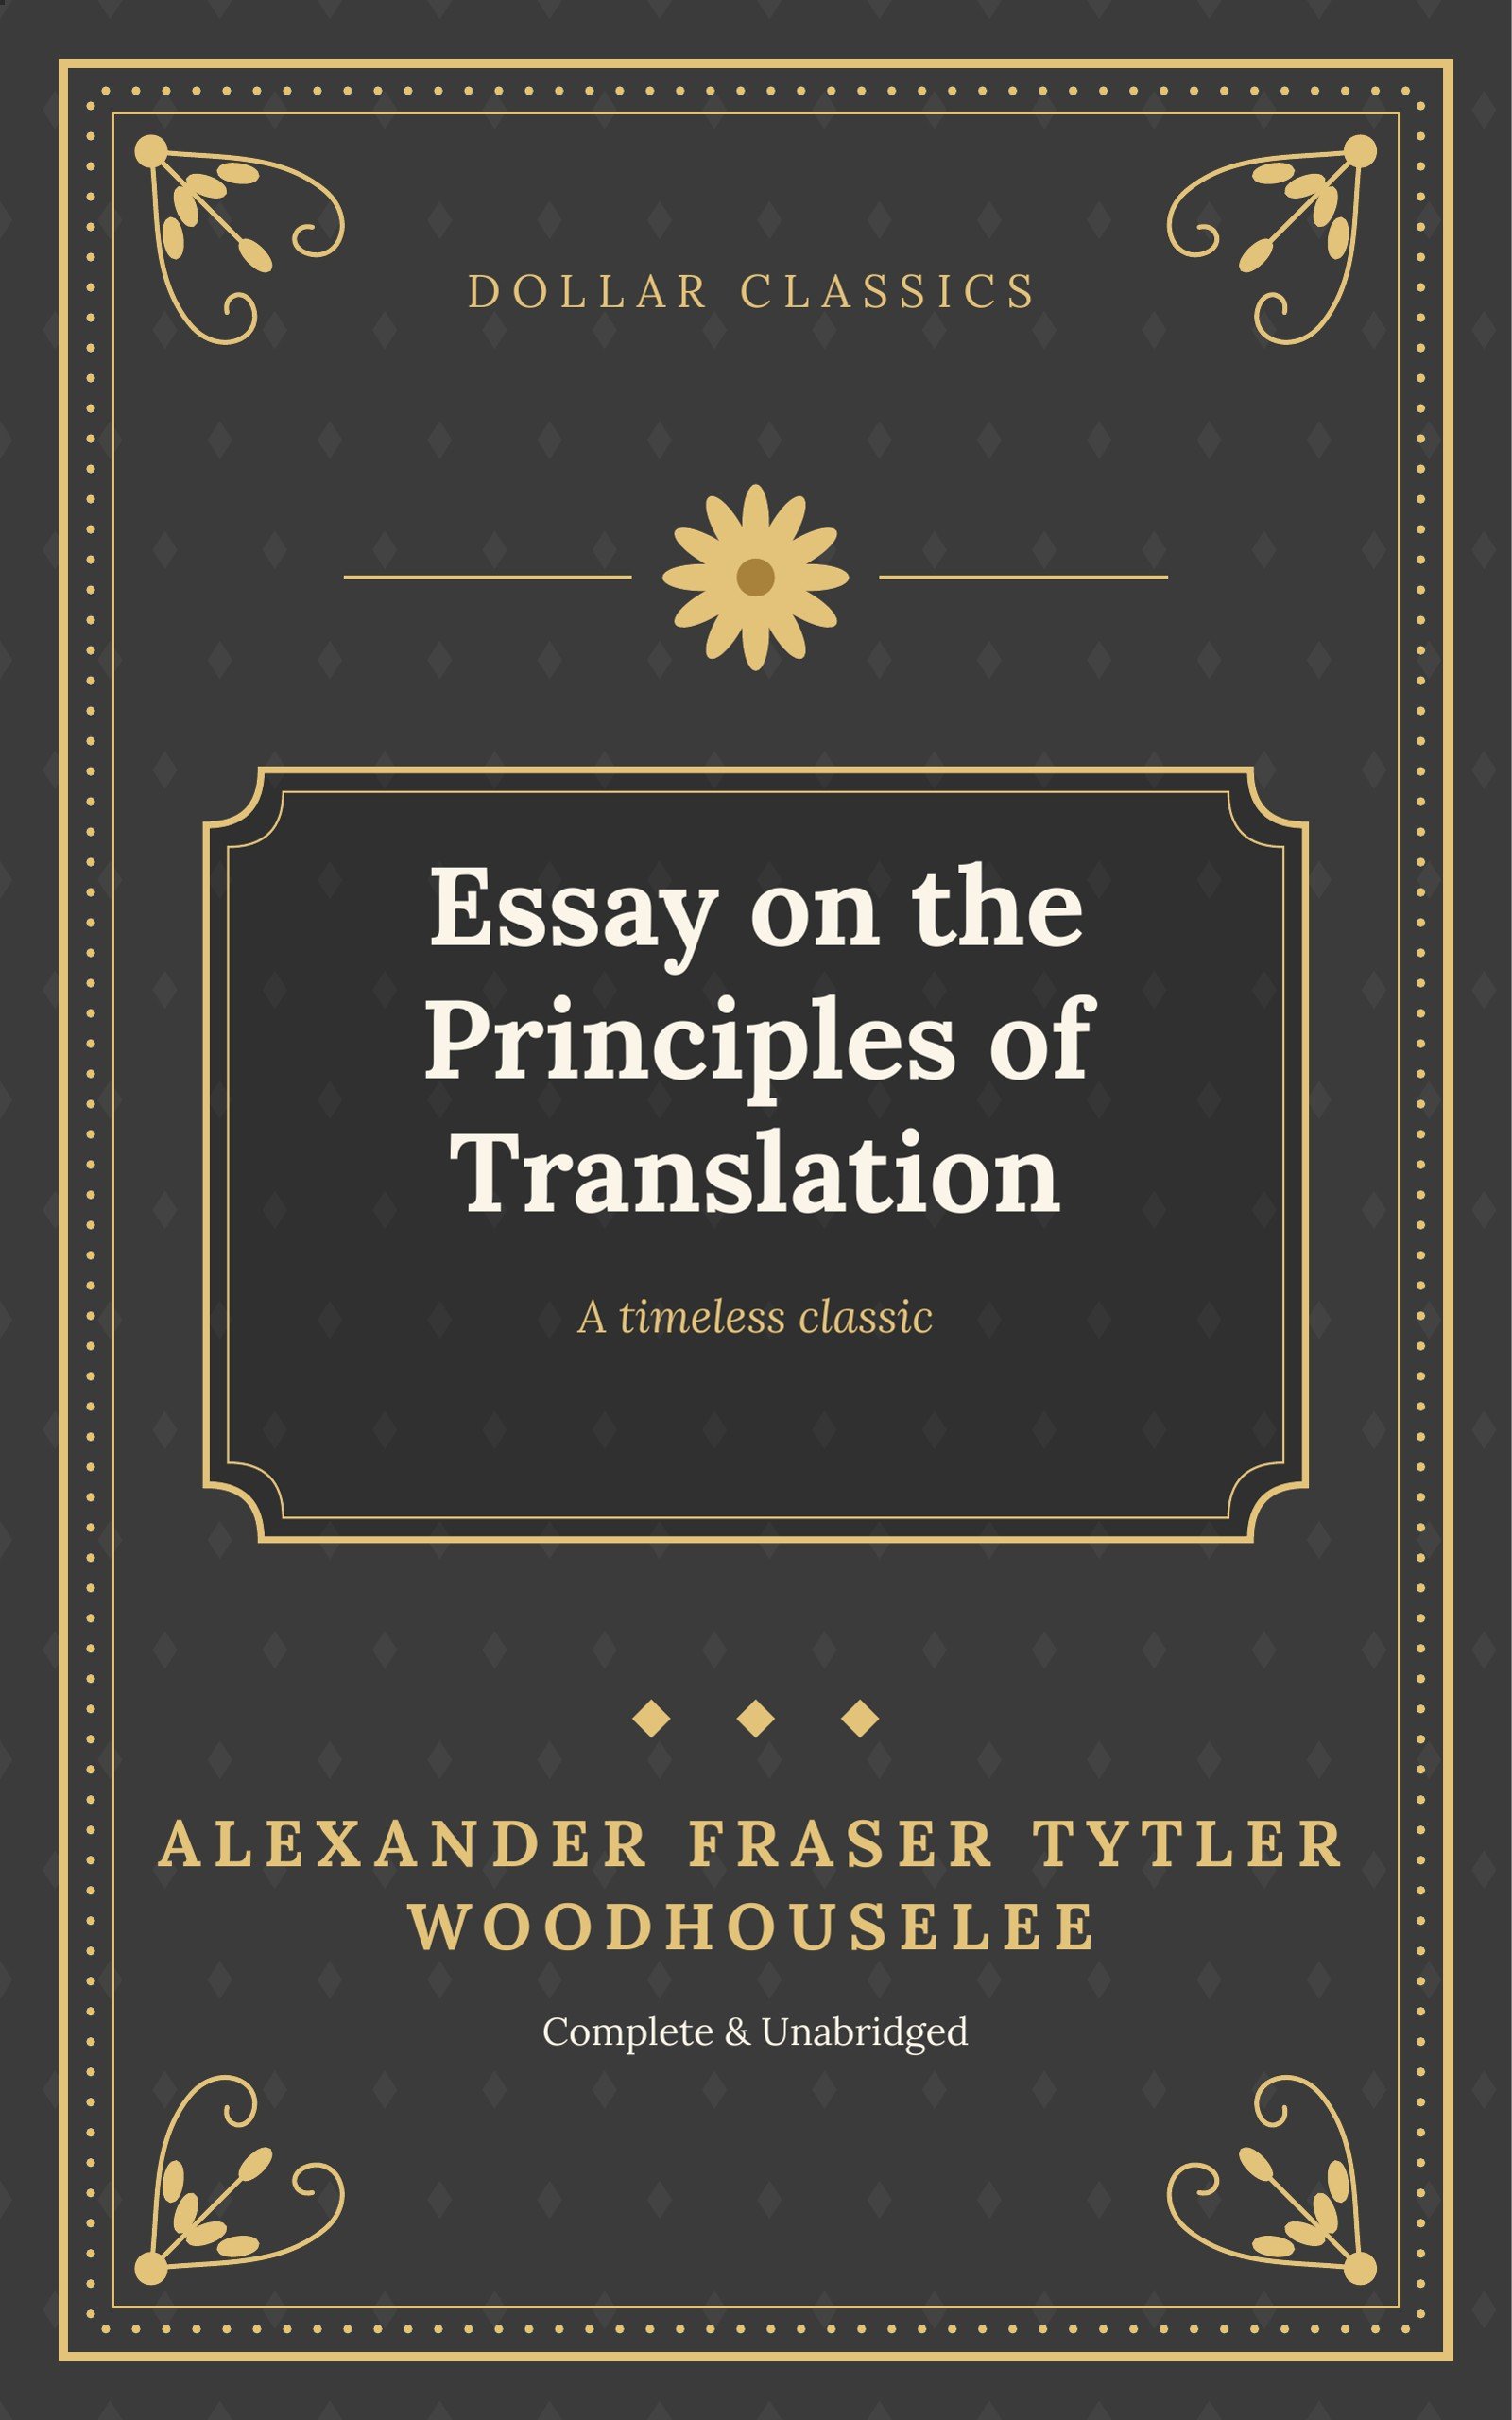 DOLLAR CLASSICS
Essay on the
Principles of
Translation
A timeless classic
ALEXANDER FRASER TYTLER
WOODHOUSELEE
Complete & Unabridged